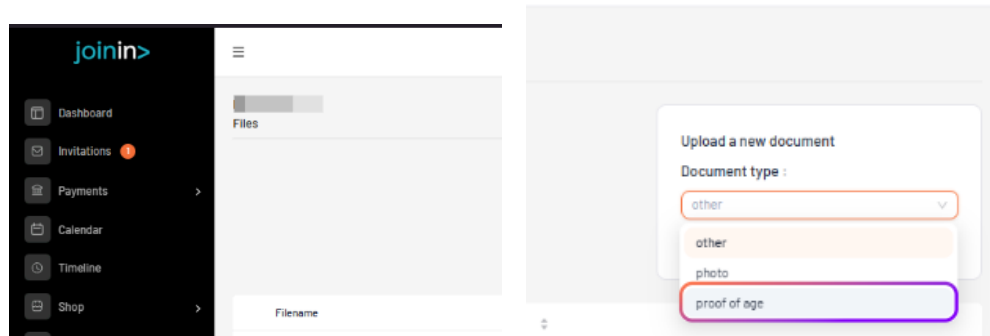 joinin>
Dashboard
Invitations 1
Payments
Calendar
Timeline
Shop
Files
Filename
Upload a new document
Document type :
other
other
photo
proof of age